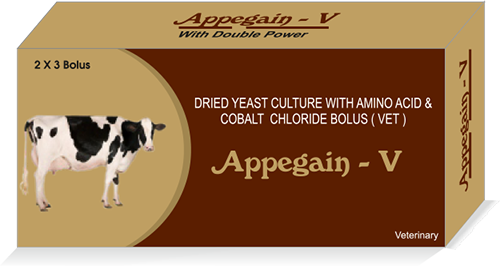 Appegain - V
With Double Power
2 X 3 Bolus
DRIED YEAST CULTURE WITH AMINO ACID &
COBALT CHLORIDE BOLUS ( VET )
Appegain - V
Veterinary
Appegain - V